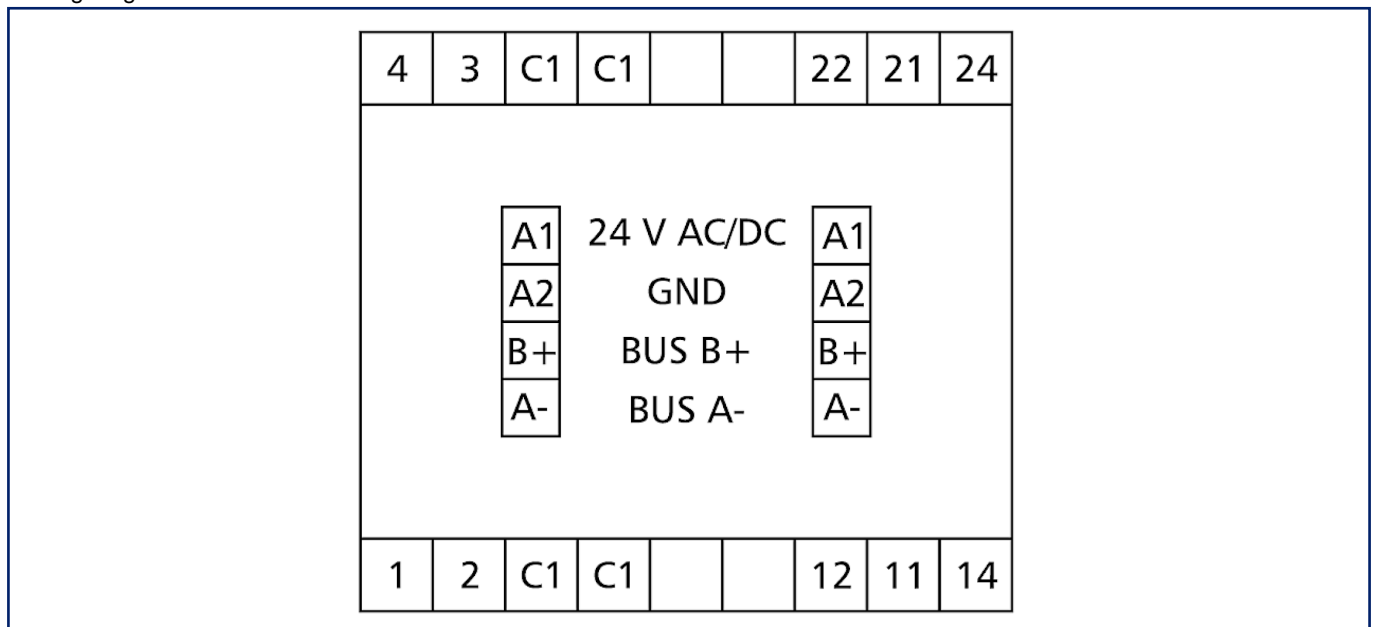 4 3 C1 C1 22 21 24
A1 24 V AC/DC A1
A2 GND A2
B+ BUS B+ B+
A- BUS A- A-
1 2 C1 C1 12 11 14